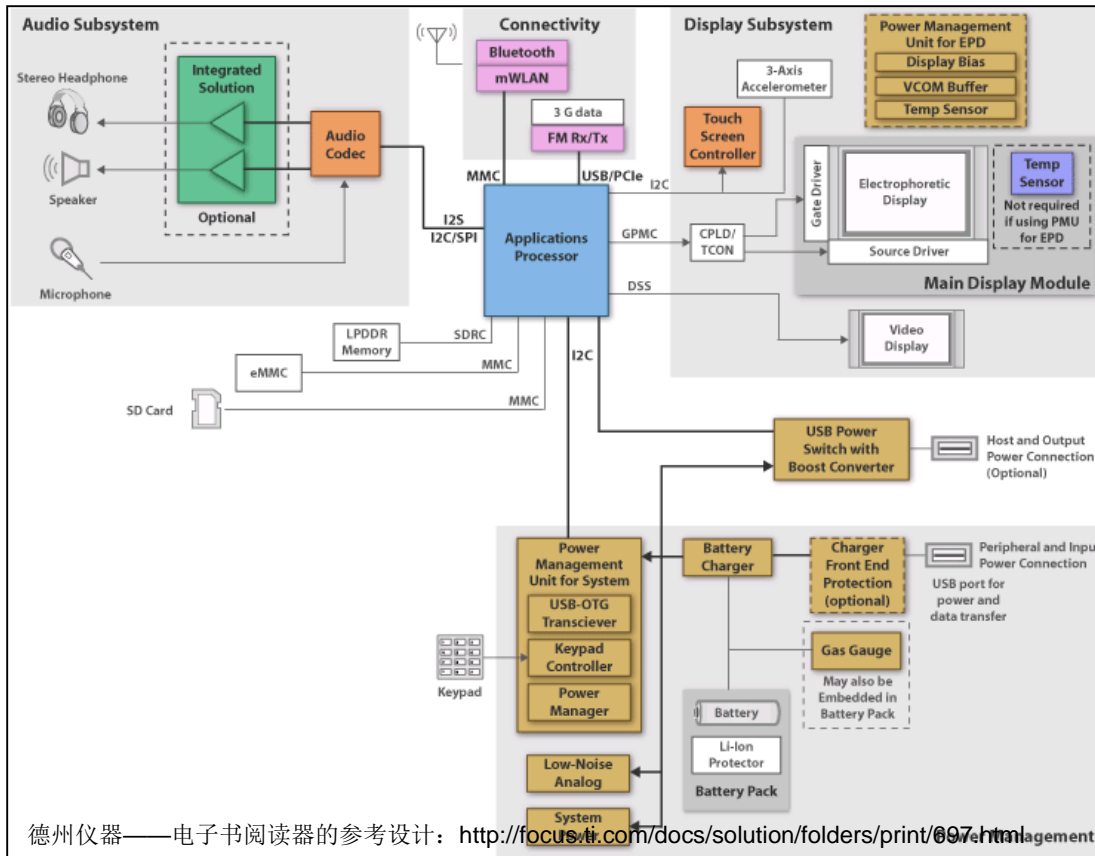 Audio Subsystem
Stereo Headphone
Integrated
Solution
Audio
Codec
Speaker
Optional
Microphone
Connectivity
Bluetooth
mWLAN
3 G data
FM Rx/Tx
MMC
USB/PCIe
I2S
I2C/SPI
Applications
Processor
I2C
GPMC
DSS
Display Subsystem
3-Axis
Accelerometer
Touch
Screen
Controller
Power Management
Unit for EPD
Display Bias
VCOM Buffer
Temp Sensor
Gate Driver
Electrophoretic
Display
Source Driver
Temp
Sensor
Not required
if using PMU
for EPD
CPLD/
TCON
Main Display Module
Video
Display
LPDDR
Memory
SDRC
eMMC
MMC
SD Card
MMC
I2C
USB Power
Switch with
Boost Converter
Host and Output
Power Connection
(Optional)
Power
Management
Unit for System
USB-OTG
Transciever
Keypad
Controller
Power
Manager
Keypad
Battery
Charger
Charger
Front End
Protection
(optional)
Peripheral and Input
Power Connection
USB port for
power and
data transfer
Gas Gauge
May also be
Embedded in
Battery Pack
Battery
Li-Ion
Protector
Battery Pack
Low-Noise
Analog
System
Power
Power Management
德州仪器——电子书阅读器的参考设计：http://focus.ti.com/docs/solution/folders/print/697.html